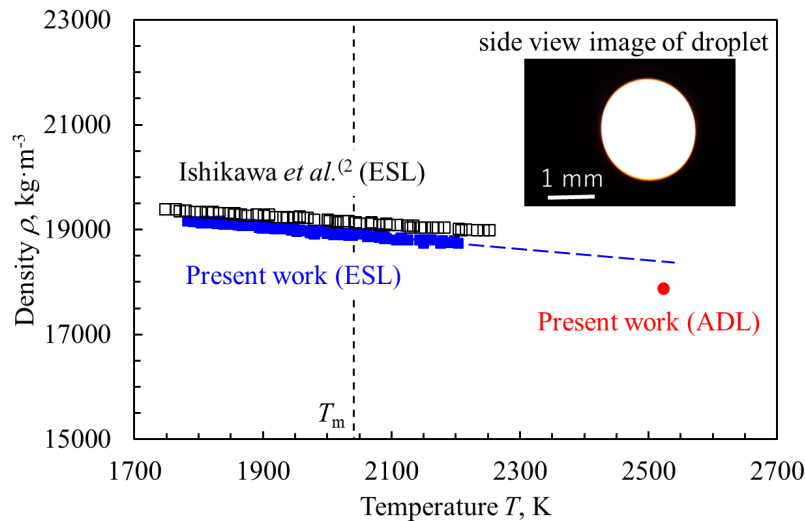 side view image of droplet
1 mm
Ishikawa et al.(2 (ESL)
Present work (ESL)
Present work (ADL)
Tm
Density ρ, kg·m-3
23000
21000
19000
17000
15000
1700
1900
2100
2300
2500
2700
Temperature T, K